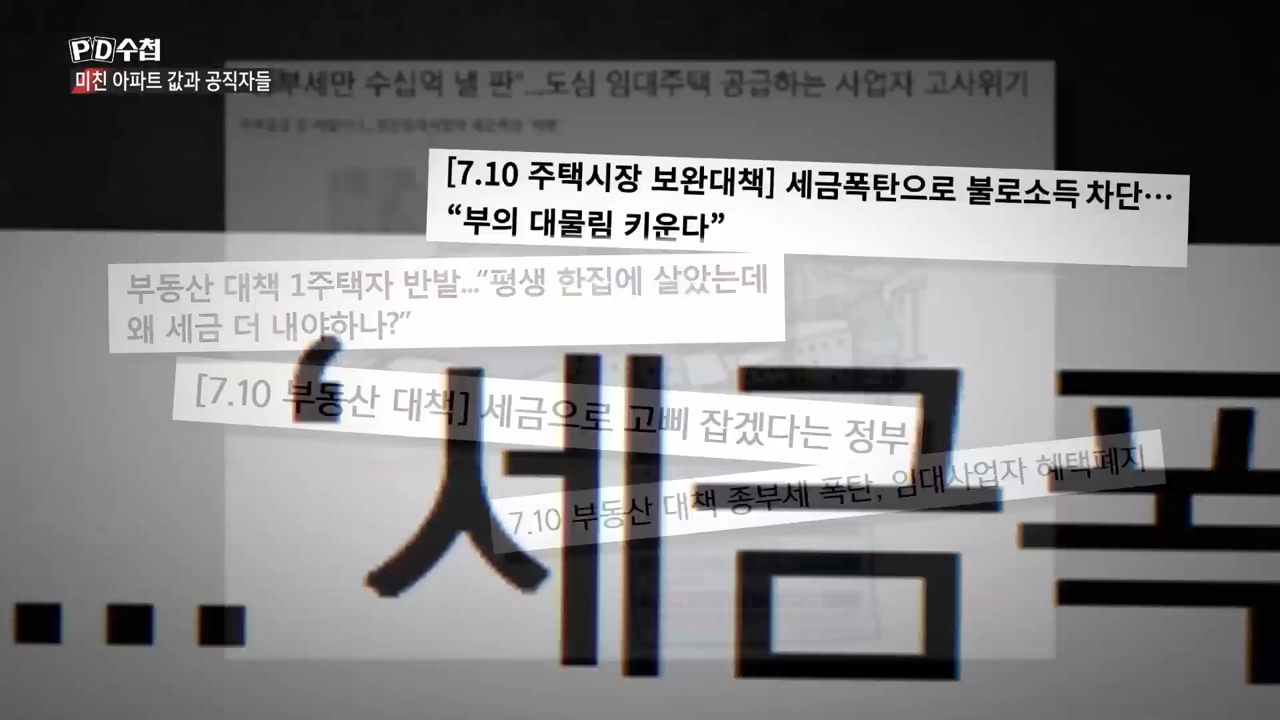 PD수첩
미친 아파트 값과 공직자들
부세만 수십억 낼 판"...도심 임대주택 공급하는 사업자 고사위기
[7.10 주택시장 보완대책] 세금폭탄으로 불로소득 차단…
“부의 대물림 키운다”
부동산 대책 1주택자 반발...“평생 한집에 살았는데
왜 세금 더 내야하나?”
[7.10 부동산 대책] 세금으로 고삐 잡겠다는 정부
7.10 부동산 대책 종부세 폭탄, 임대사업자 혜택폐지
... ‘세금폭